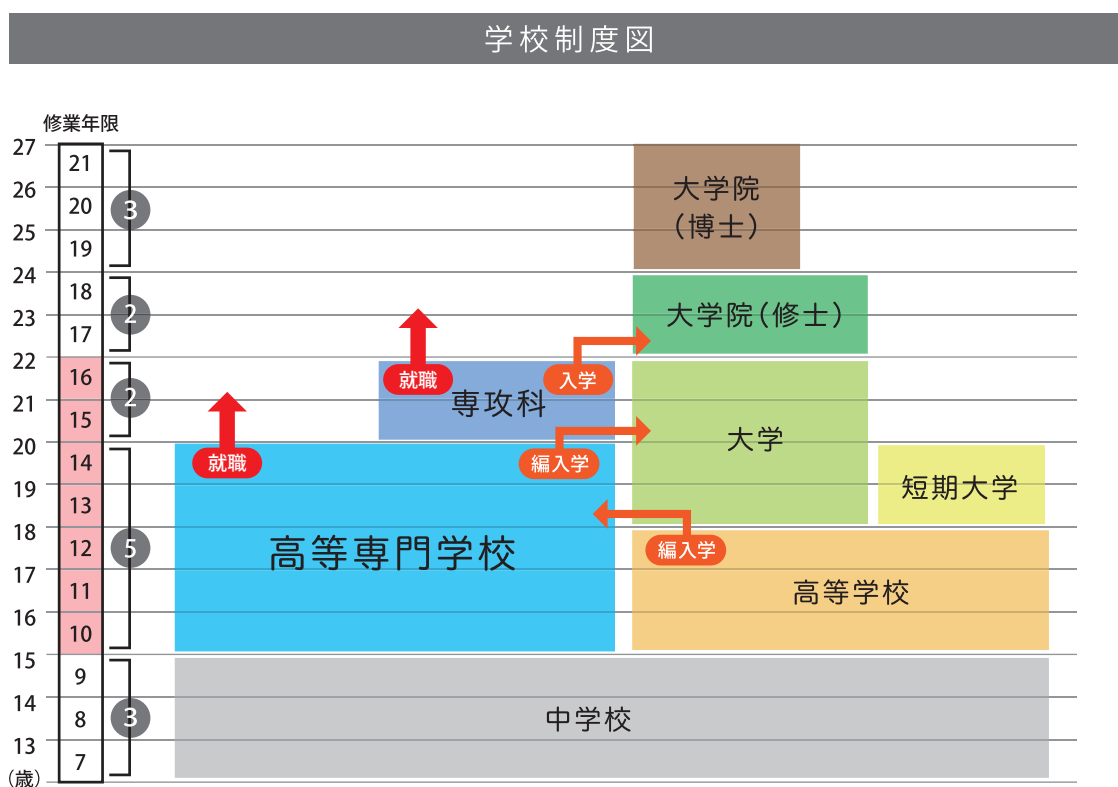 学校制度図
修業年限
27
21
26
20
3
25
19
24
18
23
2
17
22
16
2
21
15
20
14
19
13
18
12
5
17
11
16
10
15
9
14
8
3
13
7
(歳)
大学院
(博士)
大学院(修士)
就職
入学
専攻科
大学
就職
編入学
短期大学
編入学
高等専門学校
高等学校
中学校